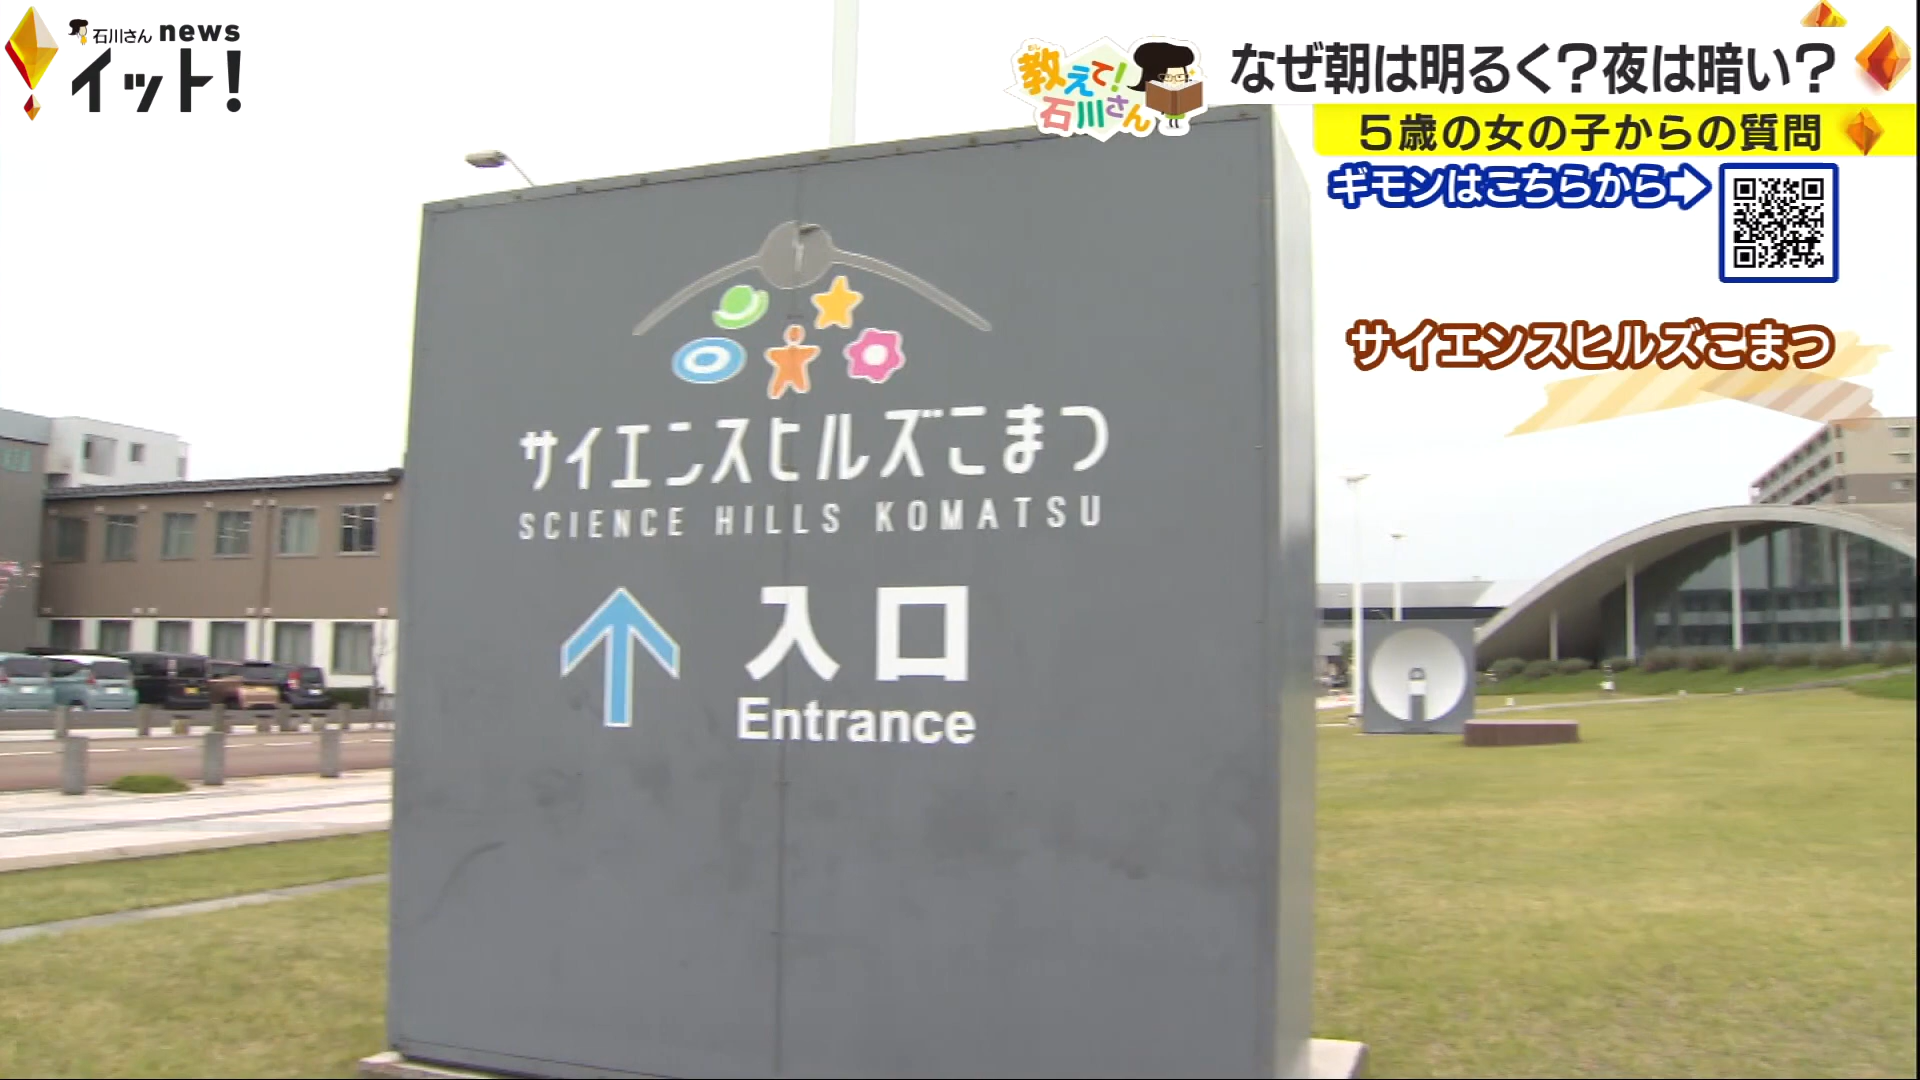 石川さん news
イット!
教えて!
石川さん
なぜ朝は明るく?夜は暗い?
5歳の女の子からの質問
ギモンはこちらから➡
サイエンスヒルズこまつ
サイエンスヒルズこまつ
SCIENCE HILLS KOMATSU
入口
Entrance